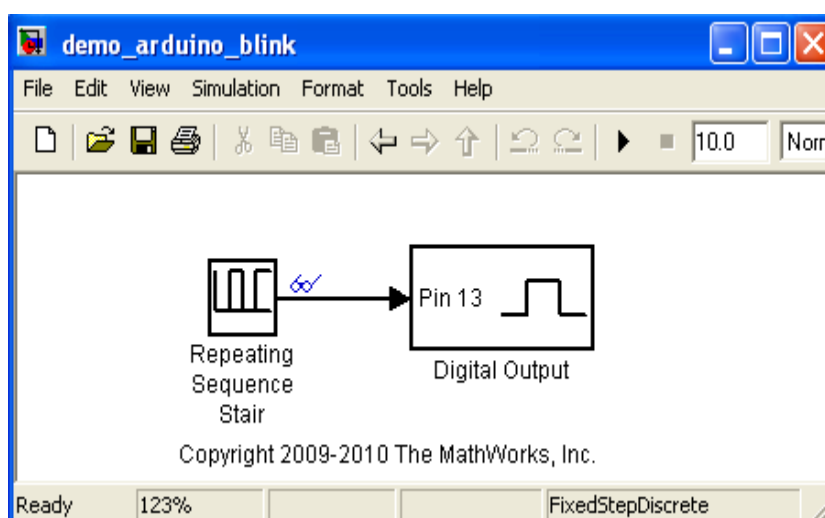 demo_arduino_blink
File Edit View Simulation Format Tools Help
10.0 Norr
Pin 13
Repeating
Sequence
Stair
Digital Output
Copyright 2009-2010 The MathWorks, Inc.
Ready 123% FixedStepDiscrete